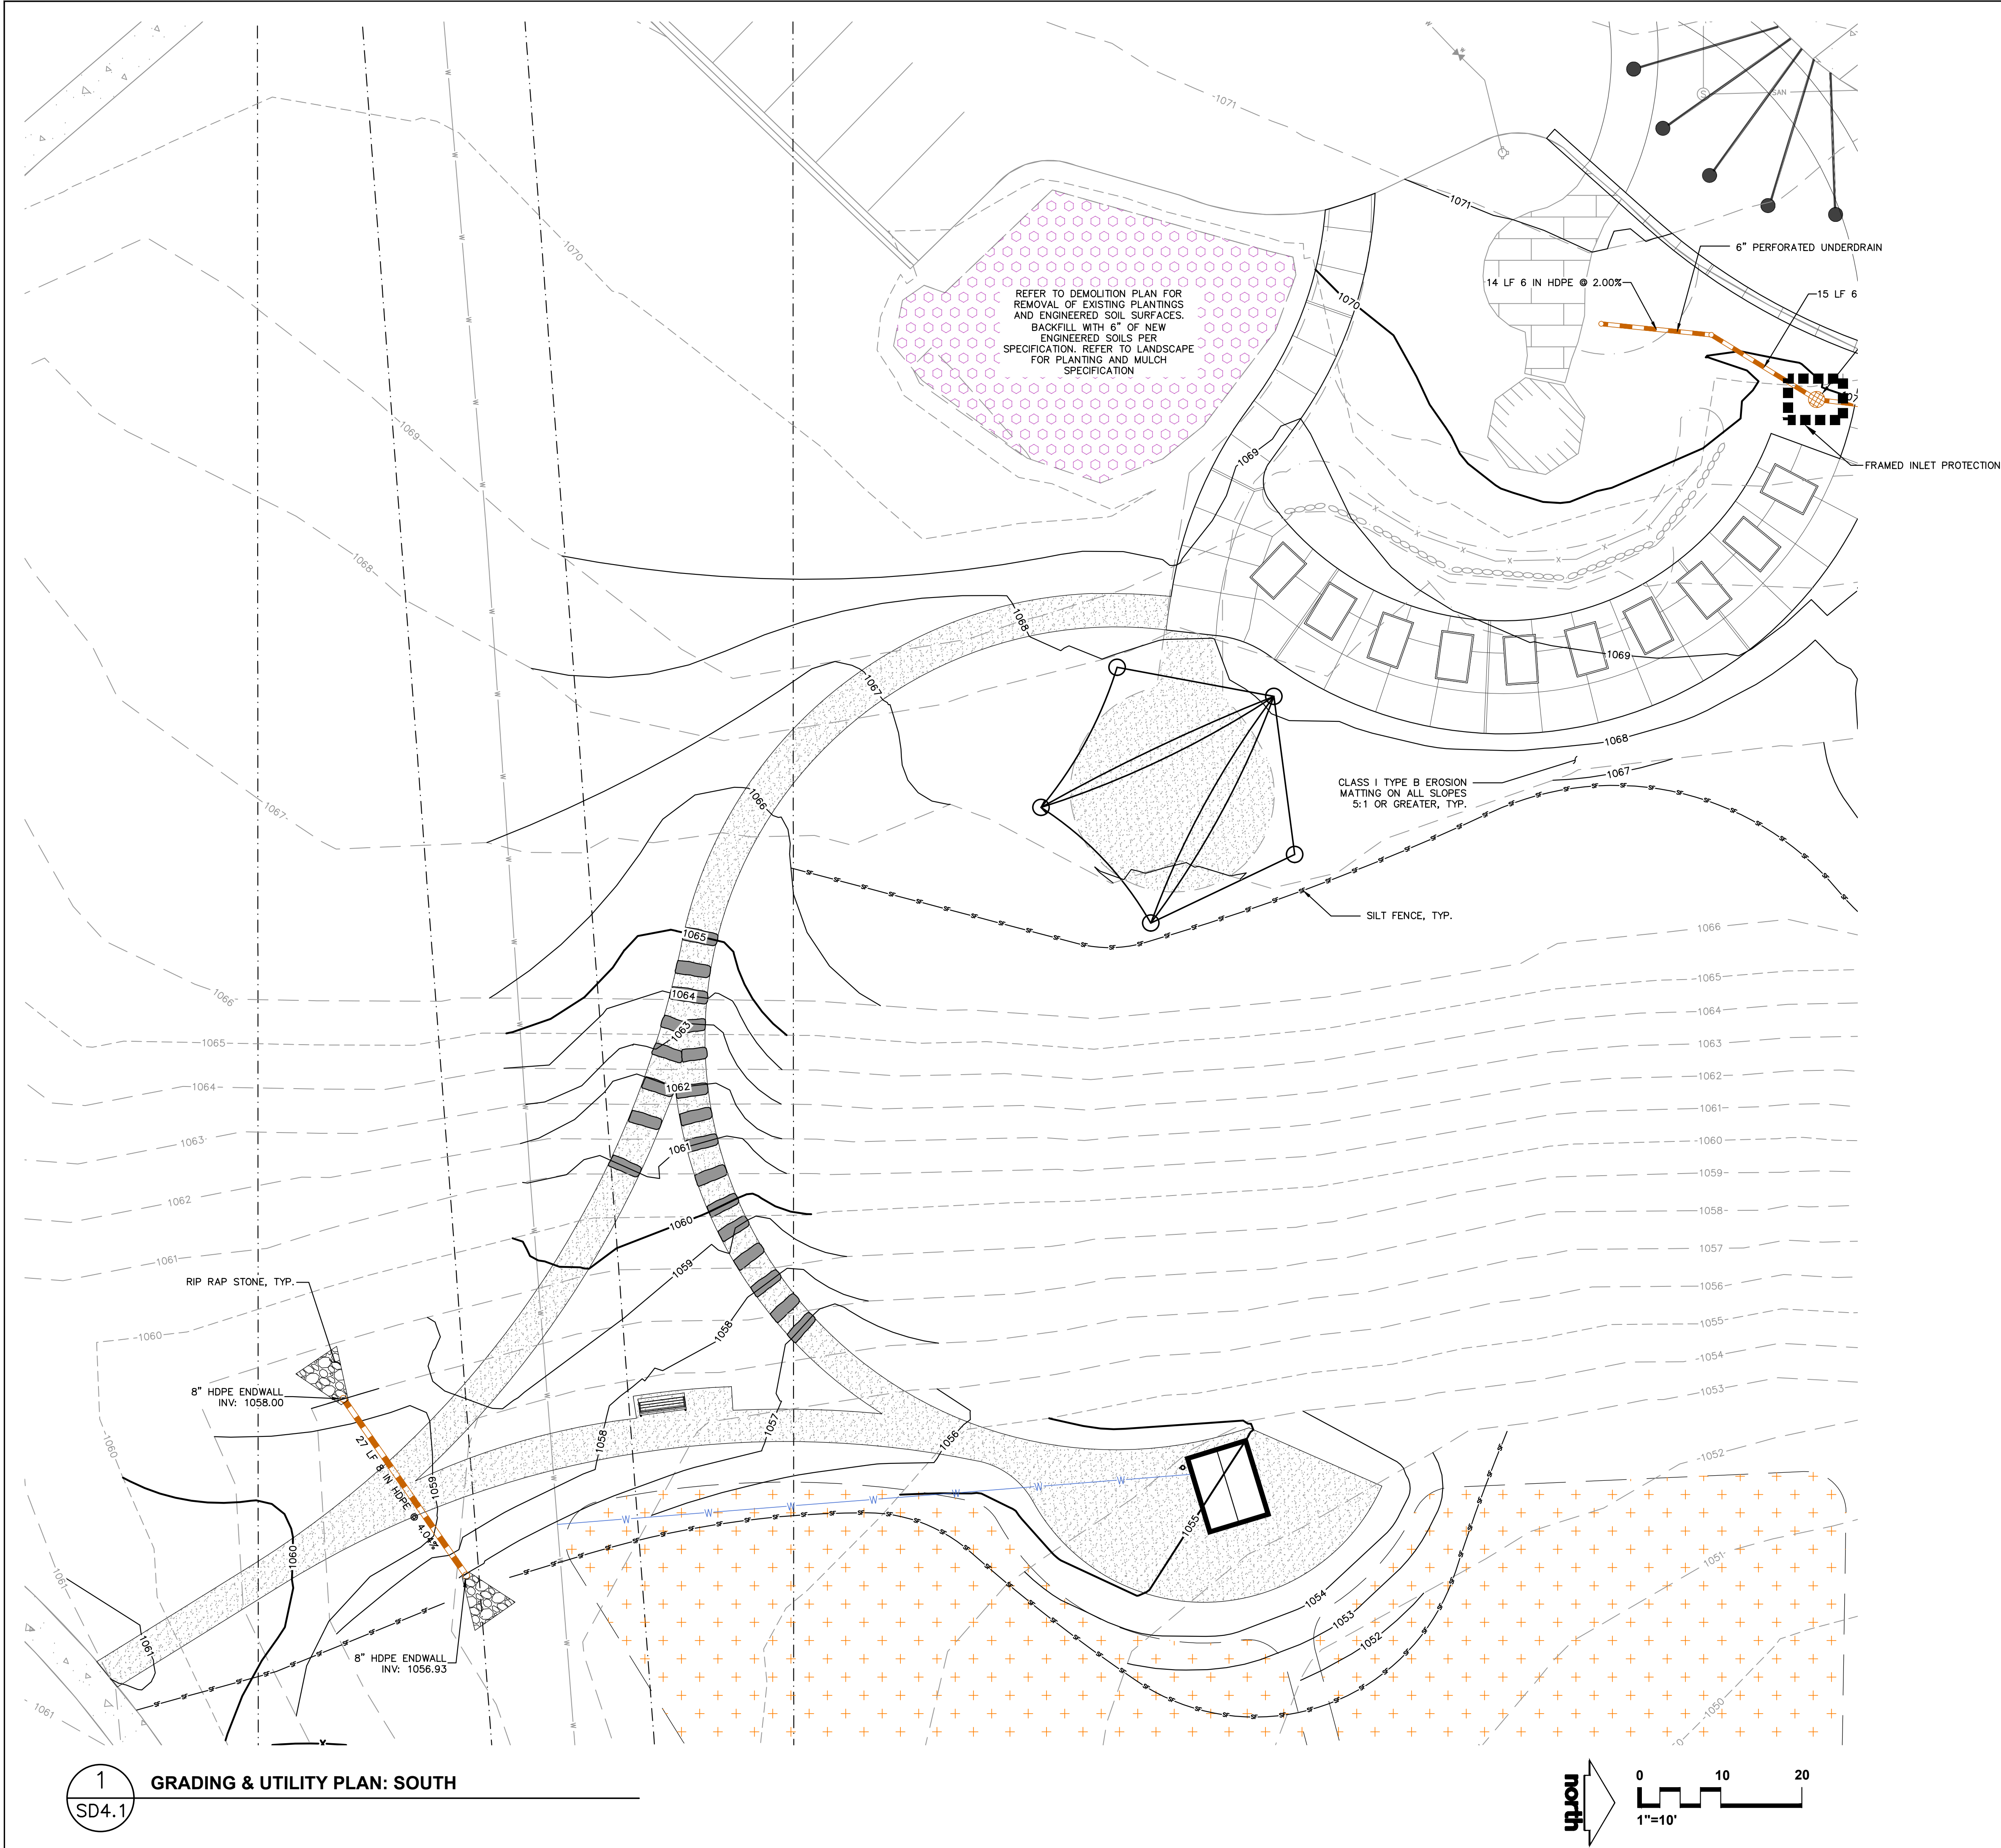 1071
SAN
S
1071
6" PERFORATED UNDERDRAIN
14 LF 6 IN HDPE @ 2.00%
15 LF 6
1070
1070
REFER TO DEMOLITION PLAN FOR
REMOVAL OF EXISTING PLANTINGS
AND ENGINEERED SOIL SURFACES.
BACKFILL WITH 6" OF NEW
ENGINEERED SOILS PER
SPECIFICATION. REFER TO LANDSCAPE
FOR PLANTING AND MULCH
SPECIFICATION
107
1069
1069
FRAMED INLET PROTECTION
1068
1068
1069
1067
1068
1067
1066
1067
CLASS I TYPE B EROSION
MATTING ON ALL SLOPES
5:1 OR GREATER, TYP.
SILT FENCE, TYP.
1066
1065
1066
1065
1064
1064
1065
1063
1063
1064
1062
1062
1063
1061
1061
1060
1062
1059
1060
1058
1061
1059
1057
RIP RAP STONE, TYP.
1056
1060
1058
1055
1054
8" HDPE ENDWALL
INV: 1058.00
1053
1057
1058
1056
1060
1052
27 LF 8 IN HDPE @ 4.04%
1059
W W W W W W W
1055
1060
1051
1061
1054
1053
1052
1061
8" HDPE ENDWALL
INV: 1056.93
1061
1050
1
SD4.1
GRADING & UTILITY PLAN: SOUTH
north
0 10 20
1"=10'